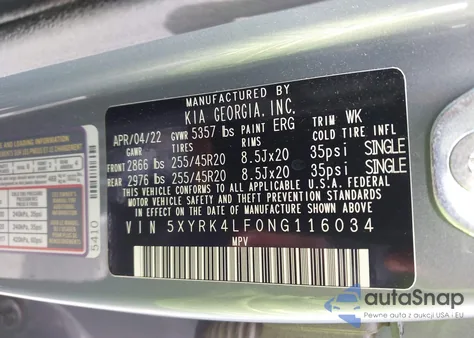 MANUFACTURED BY
KIA GEORGIA, INC.
APR/04/22 GVWR 5357 lbs PAINT ERG TRIM WK
GAWR TIRES RIMS COLD TIRE INFL
FRONT 2866 lbs 255/45R20 8.5Jx20 35psi SINGLE
REAR 2976 lbs 255/45R20 8.5Jx20 35psi SINGLE
THIS VEHICLE CONFORMS TO ALL APPLICABLE U.S.A. FEDERAL
MOTOR VEHICLE SAFETY AND THEFT PREVENTION STANDARDS IN
EFFECT ON THE DATE OF MANUFACTURE SHOWN ABOVE.
VIN 5XYRK4LF0NG116034
MPV
5410
autoSnap
Pewne auta z aukcji USA i EU